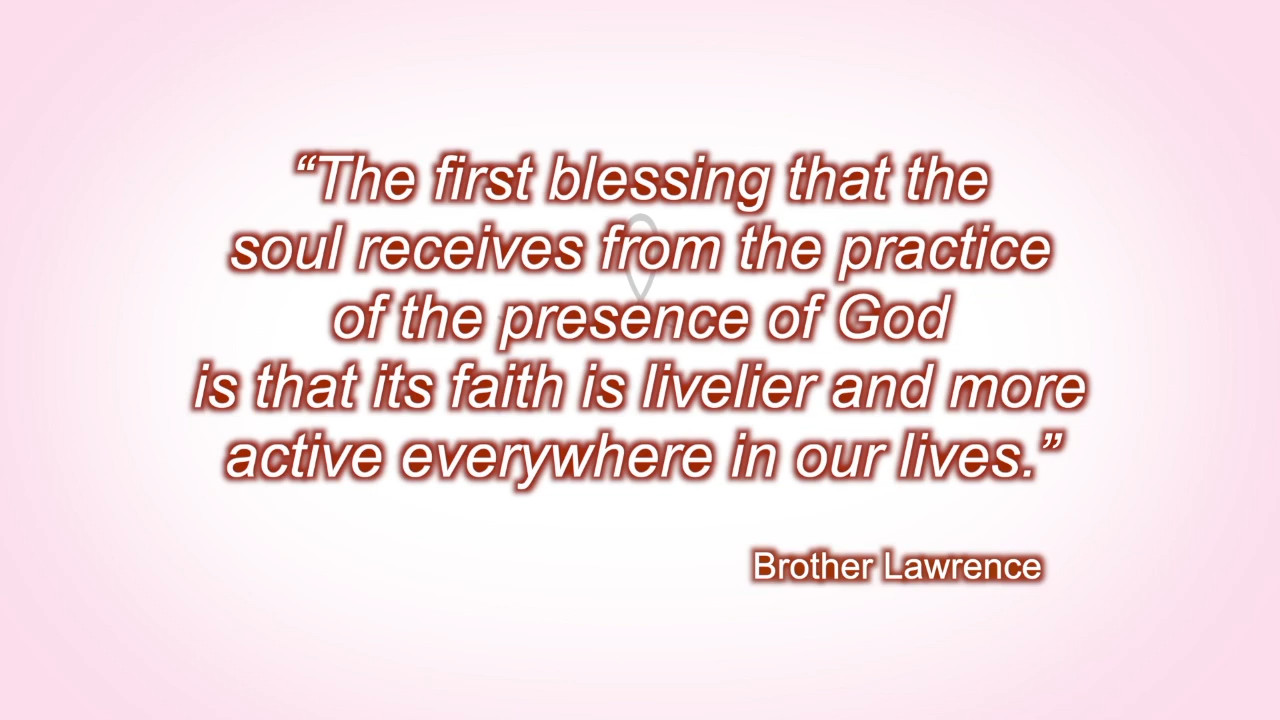 “The first blessing that the
soul receives from the practice
of the presence of God
is that its faith is livelier and more
active everywhere in our lives.”
Brother Lawrence